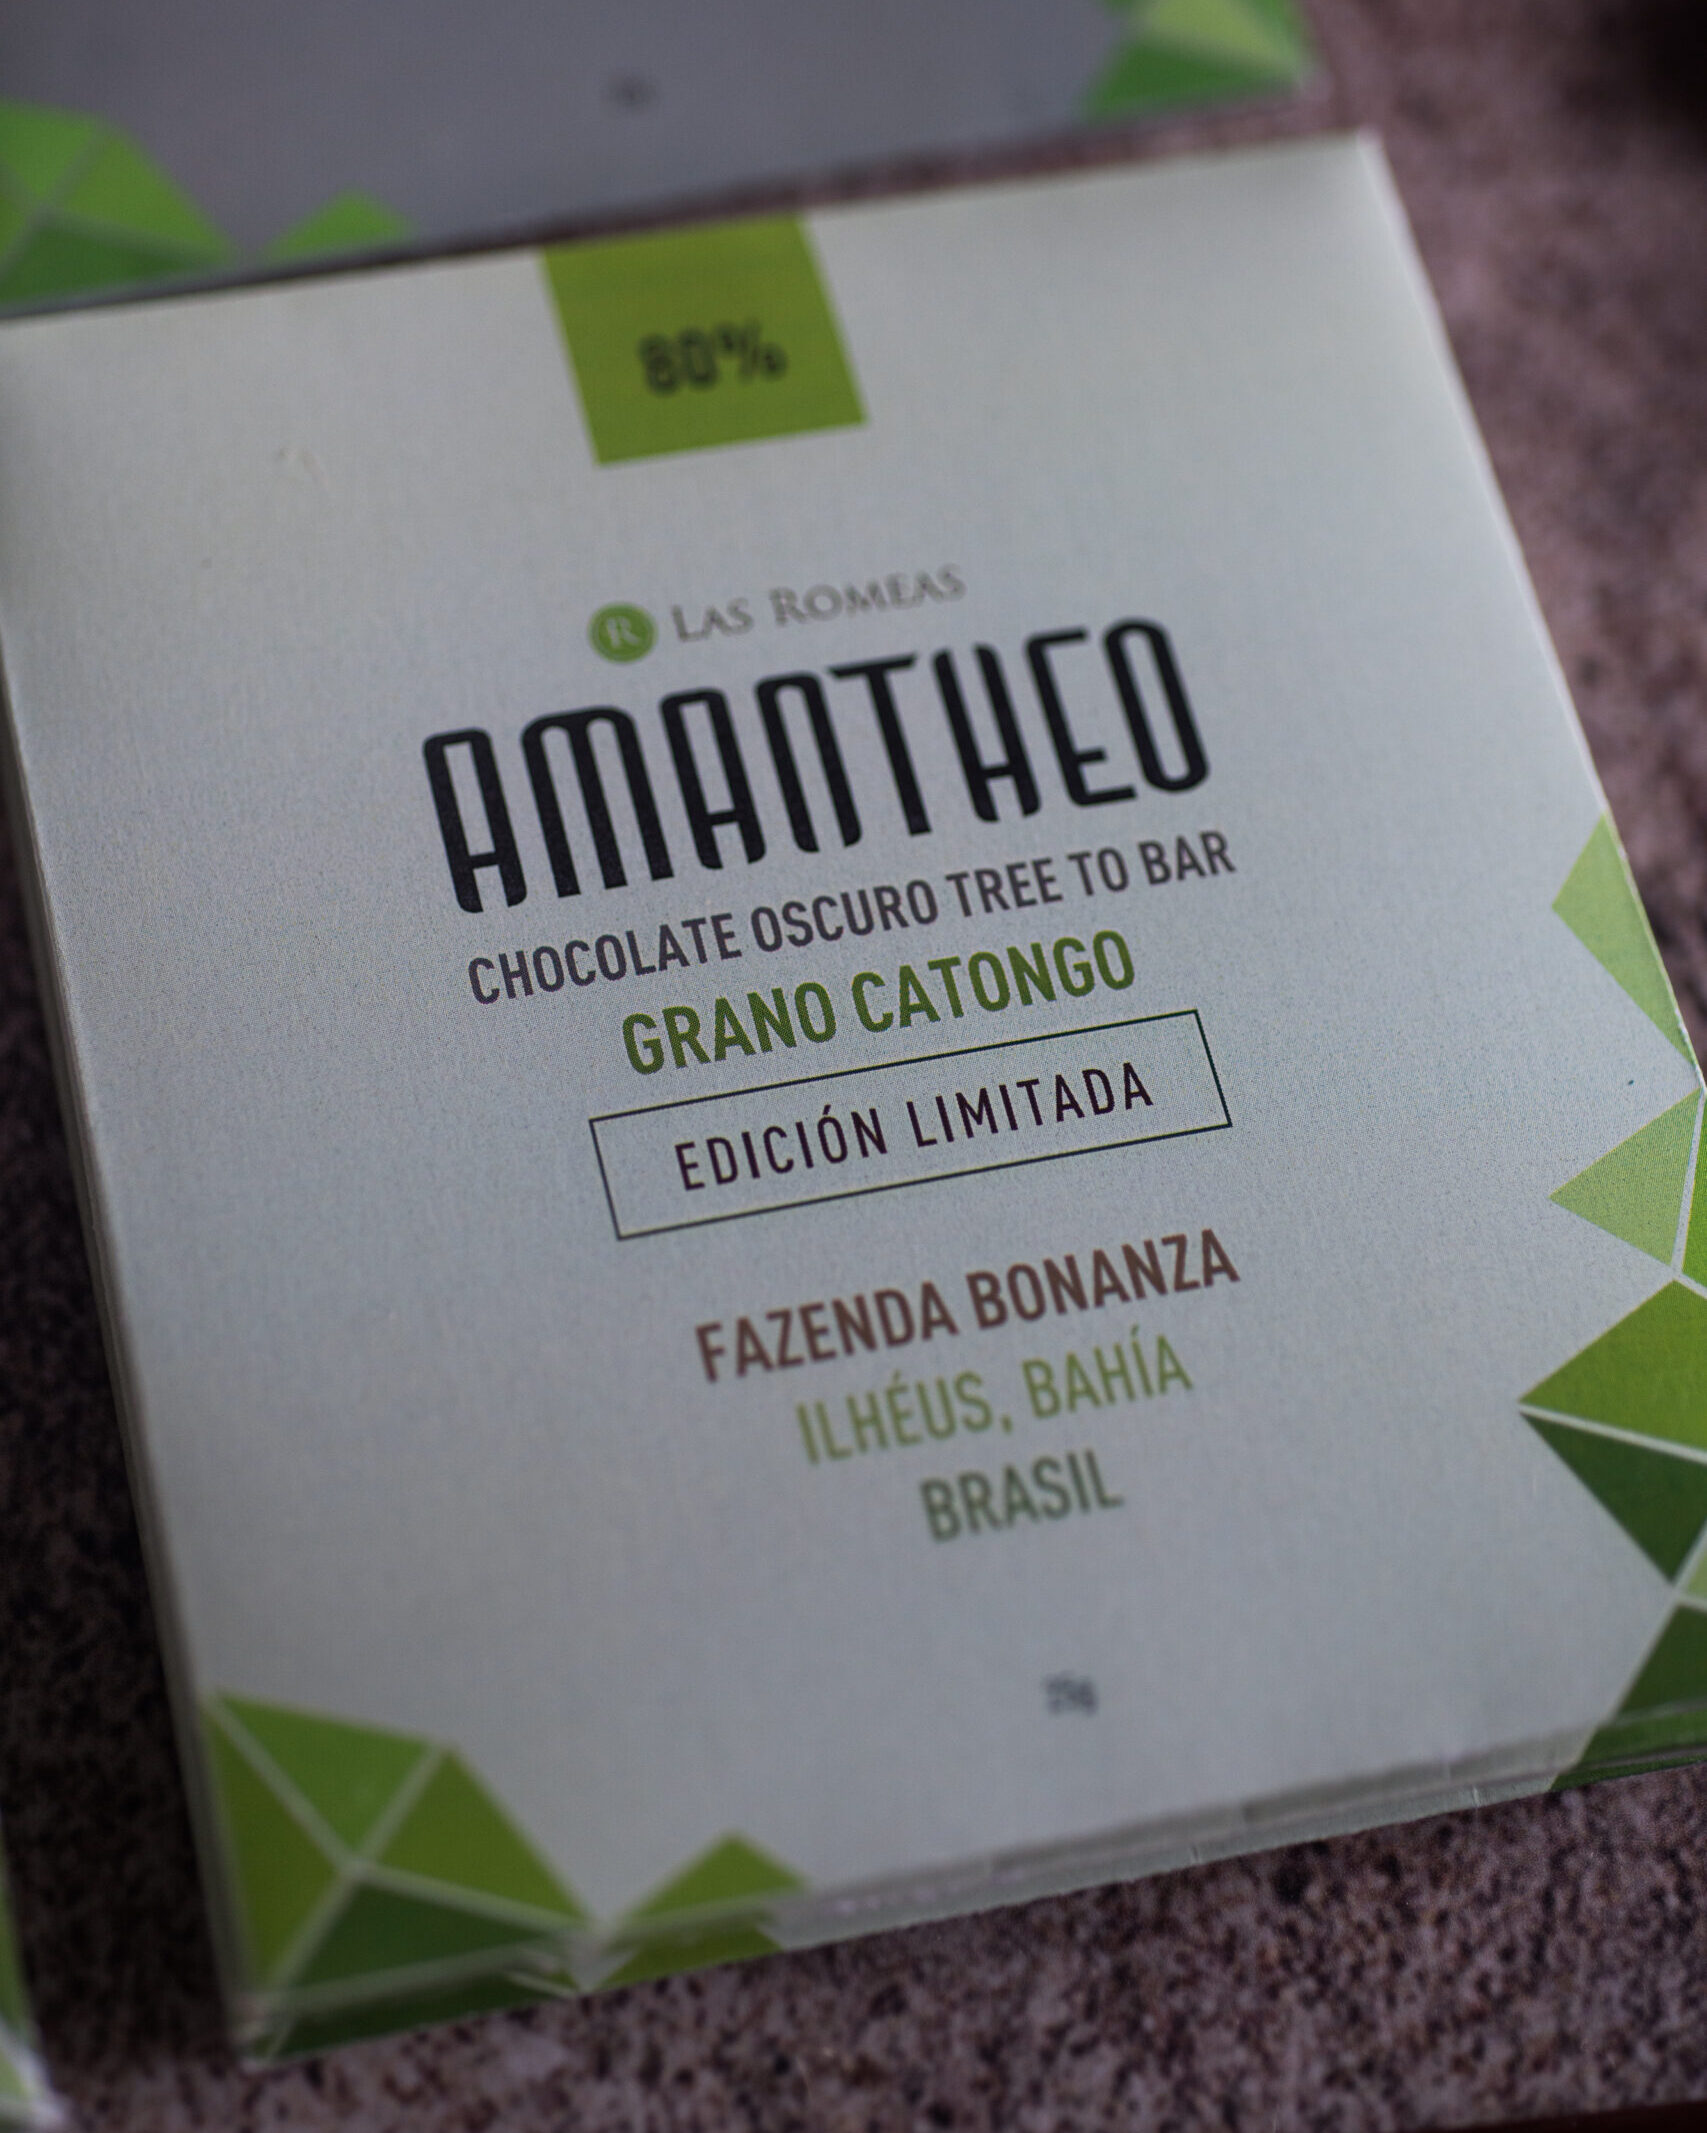 80%
R LAS ROMEAS
AMANTHEO
CHOCOLATE OSCURO TREE TO BAR
GRANO CATONGO
EDICIÓN LIMITADA
FAZENDA BONANZA
ILHÉUS, BAHÍA
BRASIL